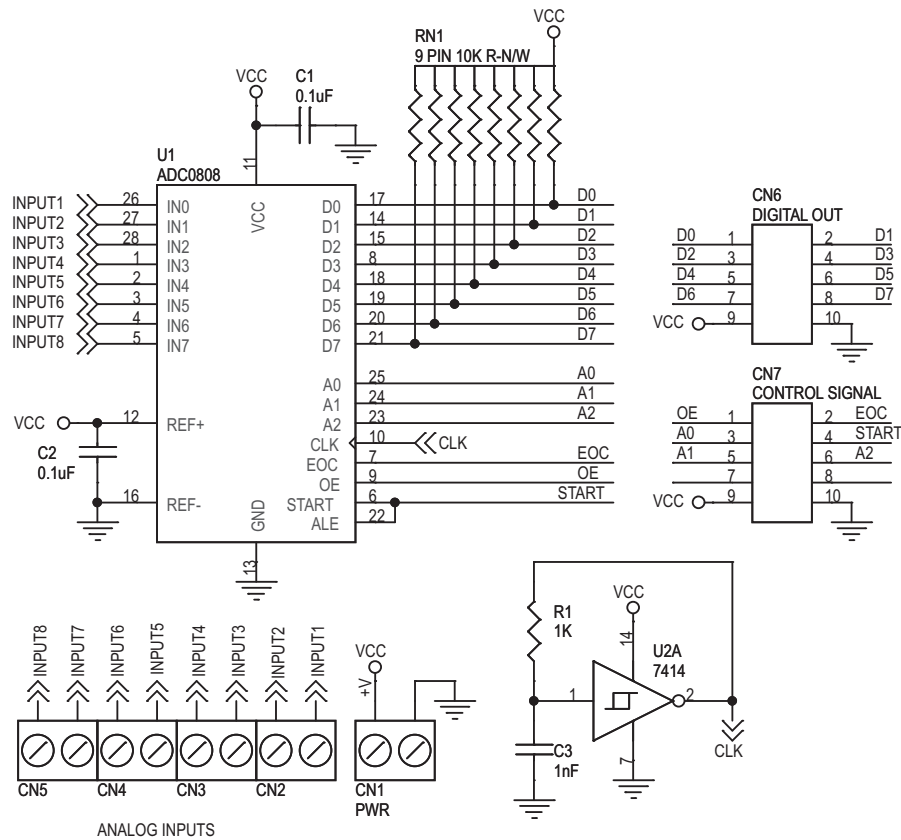 VCC
RN1
9 PIN 10K R-N/W
VCC
C1
0.1uF
11
U1
ADC0808
VCC
INPUT1 26 IN0 D0 17 D0
INPUT2 27 IN1 D1 14 D1
INPUT3 28 IN2 D2 15 D2
INPUT4 1 IN3 D3 8 D3
INPUT5 2 IN4 D4 18 D4
INPUT6 3 IN5 D5 19 D5
INPUT7 4 IN6 D6 20 D6
INPUT8 5 IN7 D7 21 D7
A0 25 A0
A1 24 A1
VCC 12 REF+ A2 23 A2
CLK 10 CLK
C2
0.1uF
EOC 7 EOC
OE 9 OE
16 REF- START 6 START
ALE 22
GND
13
CN6
DIGITAL OUT
D0 1 2 D1
D2 3 4 D3
D4 5 6 D5
D6 7 8 D7
VCC 9 10
CN7
CONTROL SIGNAL
OE 1 2 EOC
A0 3 4 START
A1 5 6 A2
7 8
VCC 9 10
INPUT8 INPUT7 INPUT6 INPUT5 INPUT4 INPUT3 INPUT2 INPUT1
CN5 CN4 CN3 CN2
ANALOG INPUTS
VCC
+V
CN1
PWR
R1
1K
VCC
14
U2A
7414
1 2
7
C3
1nF
CLK